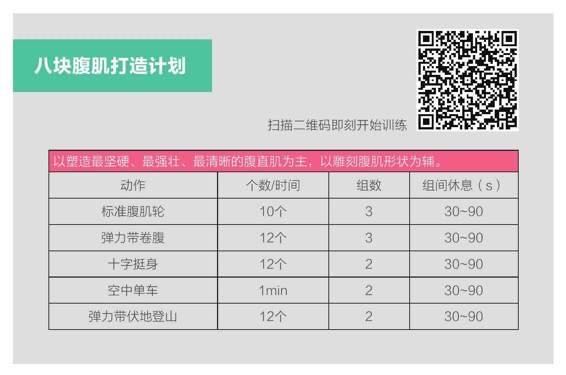 八块腹肌打造计划
扫描二维码即刻开始训练
以塑造最坚硬、最强壮、最清晰的腹直肌为主，以雕刻腹肌形状为辅。
动作 个数/时间 组数 组间休息（s）
标准腹肌轮 10个 3 30~90
弹力带卷腹 12个 3 30~90
十字挺身 12个 2 30~90
空中单车 1min 2 30~90
弹力带伏地登山 12个 2 30~90